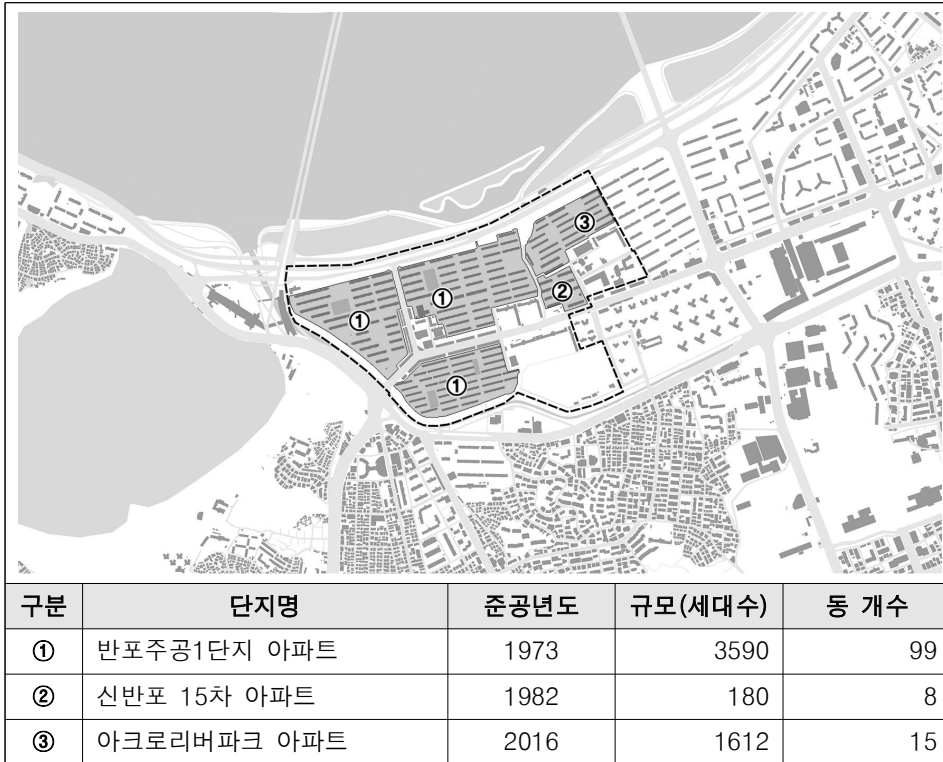 ③
①
②
①
①
구분 단지명 준공년도 규모(세대수) 동 개수
① 반포주공1단지 아파트 1973 3590 99
② 신반포 15차 아파트 1982 180 8
③ 아크로리버파크 아파트 2016 1612 15